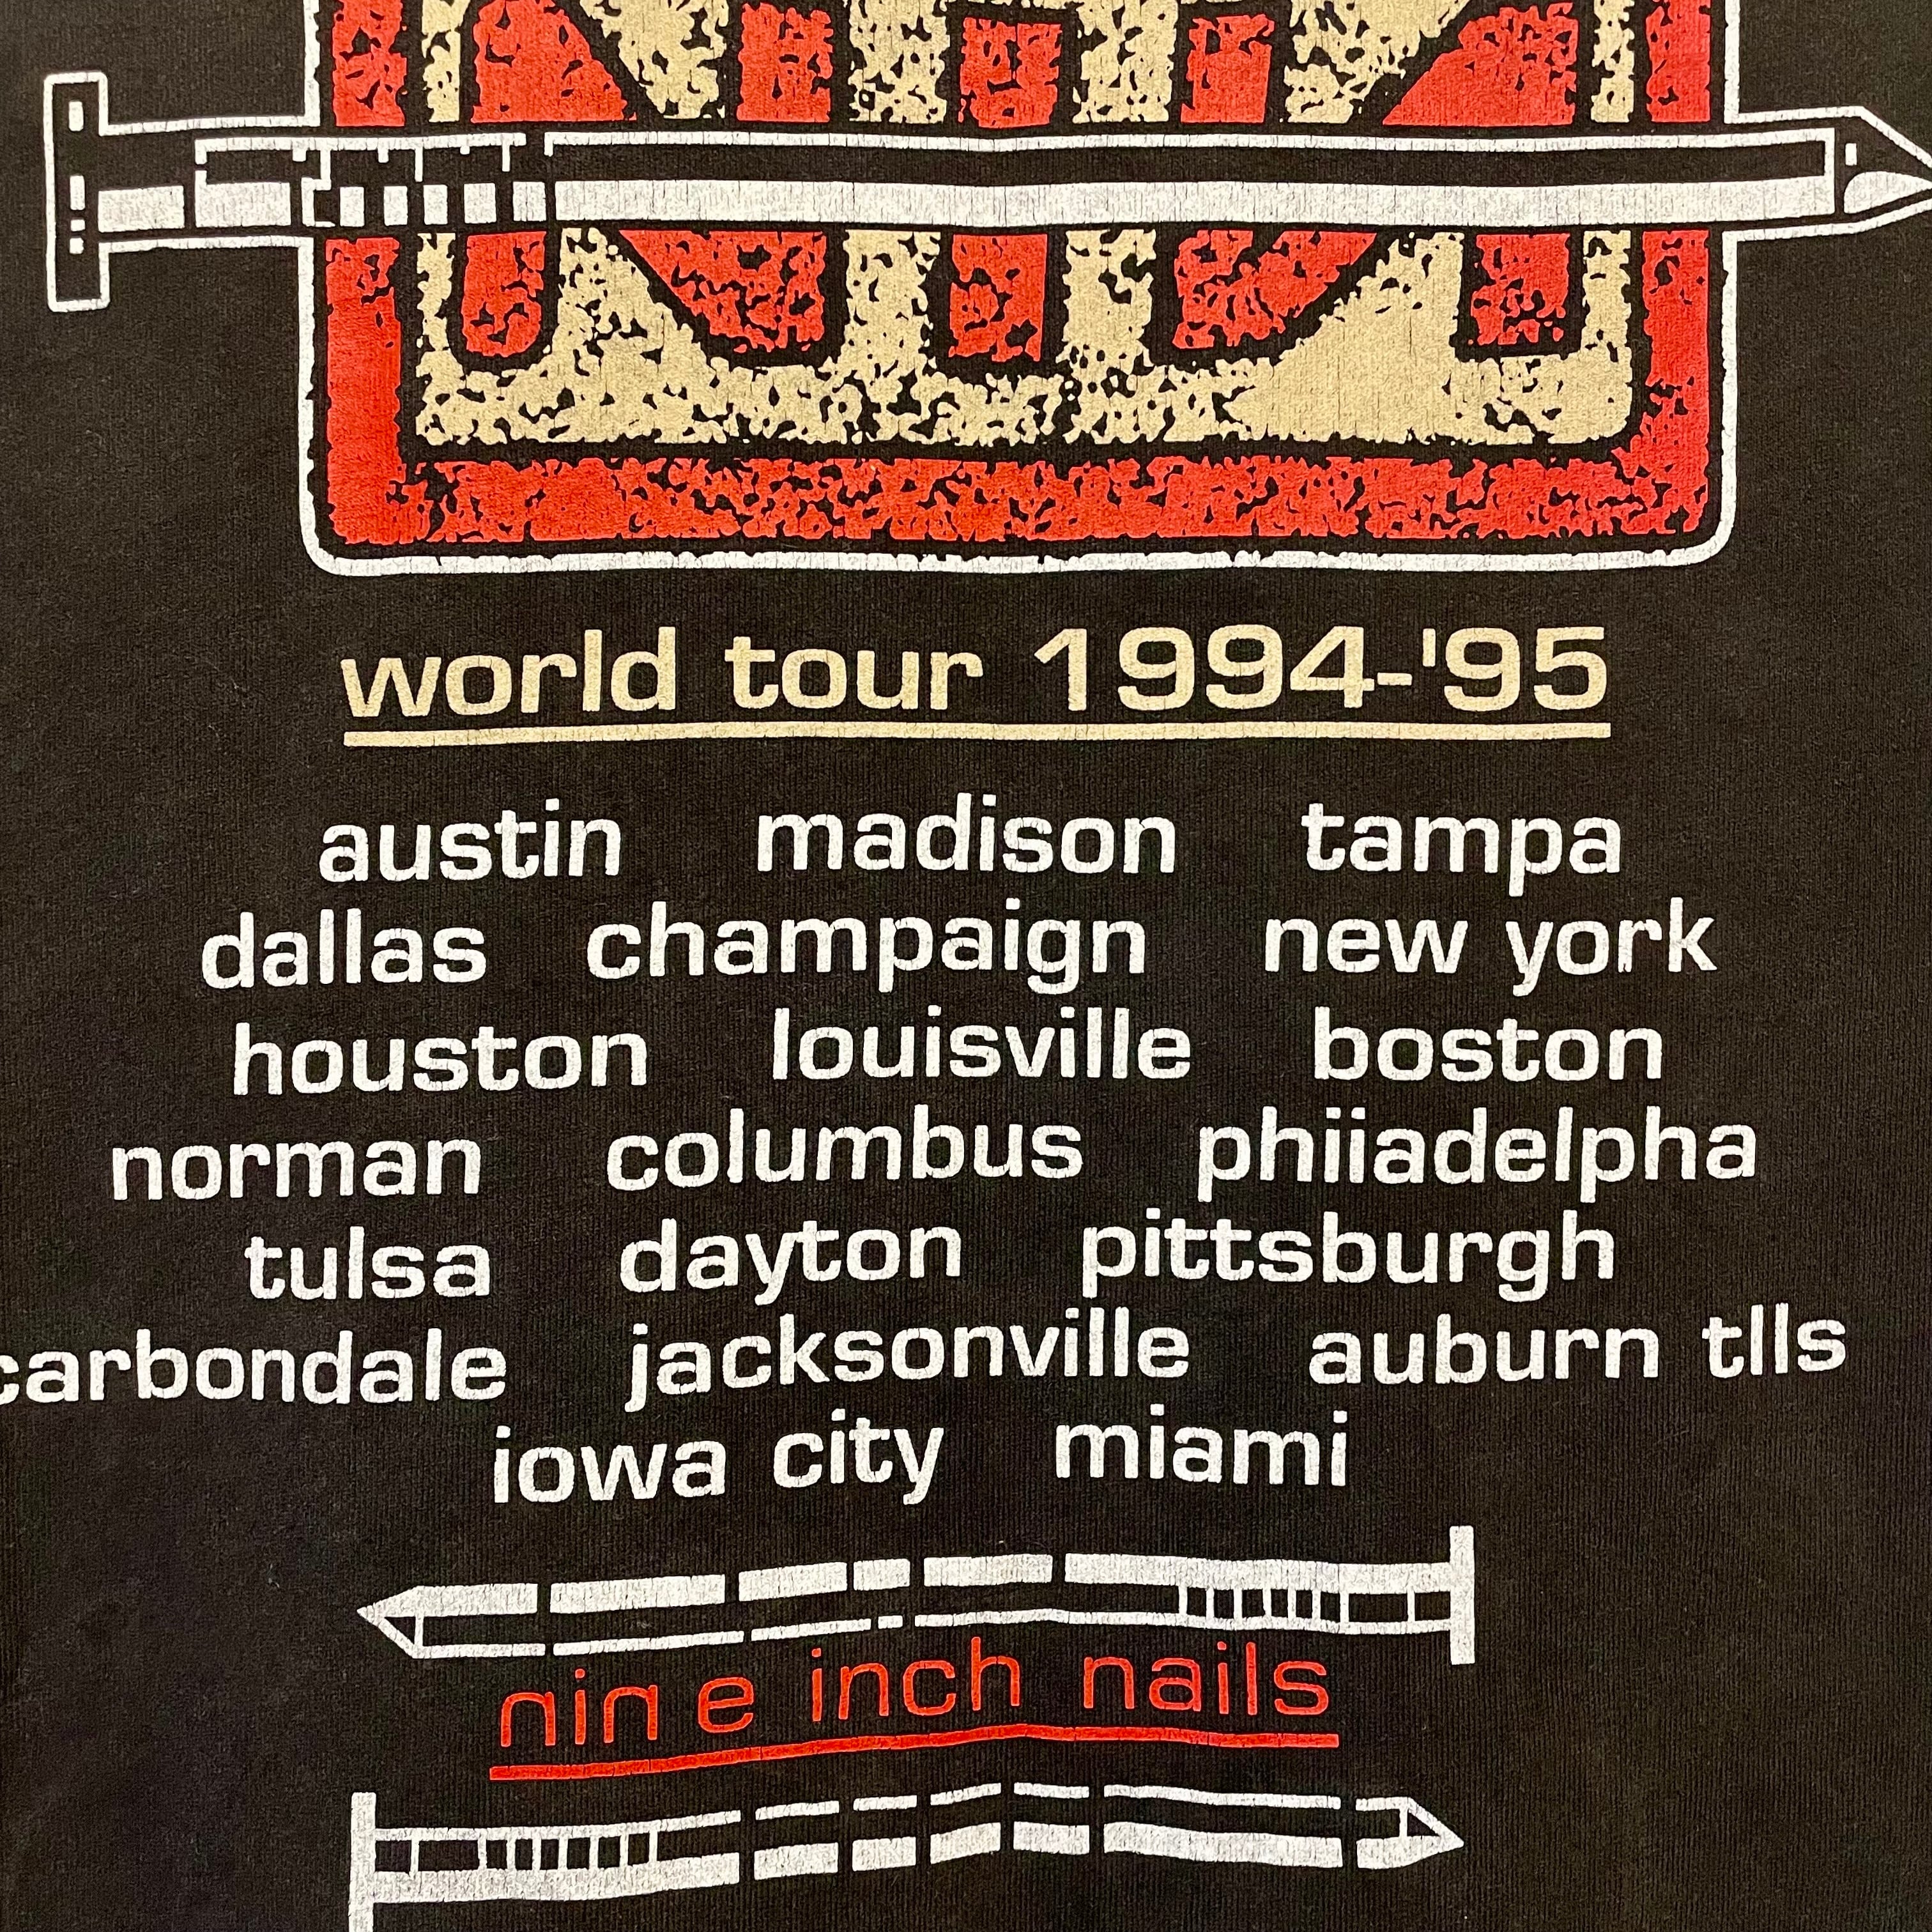 world tour 1994-'95
austin madison tampa
dallas champaign new york
houston louisville boston
norman columbus phiiadelpha
tulsa dayton pittsburgh
carbondale jacksonville auburn tlls
iowa city miami
nin e inch nails